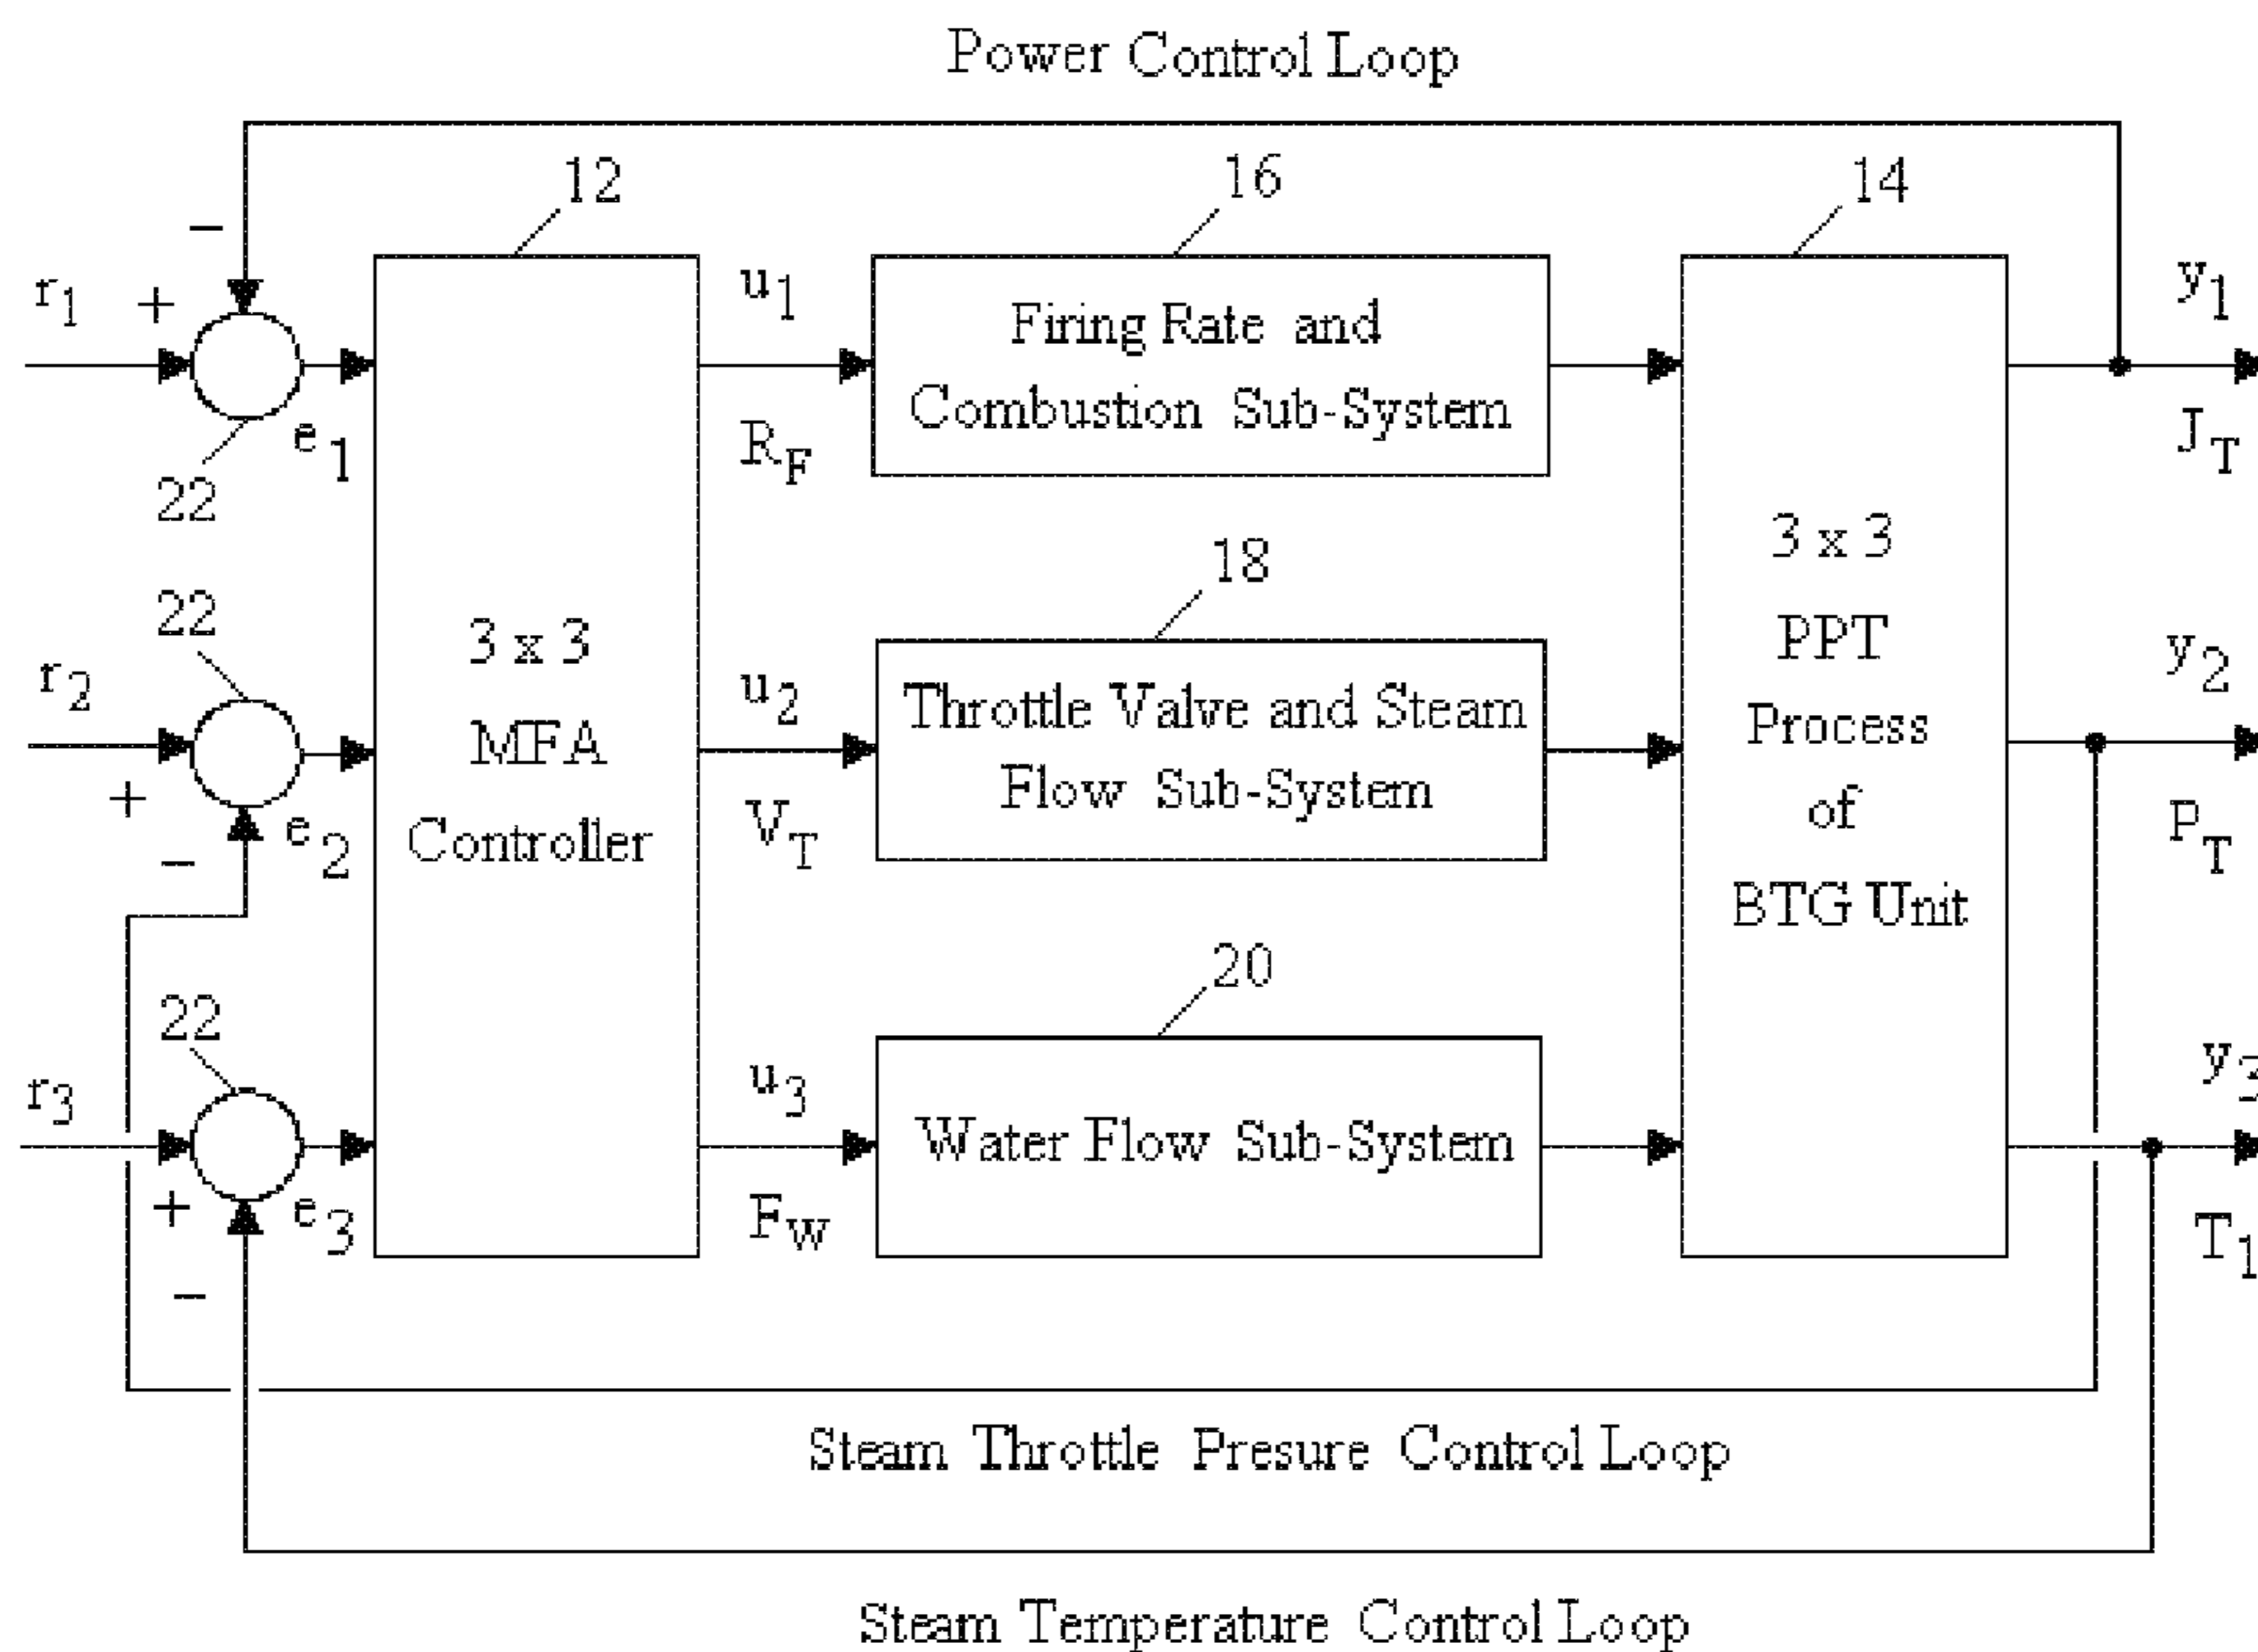 Power Control Loop
12
16
14
−
r1
+
u1
Firing Rate and
Combustion Sub-System
y1
e1
RF
JT
22
3 x 3
PPT
Process
of
BTG Unit
18
22
3 x 3
MFA
Controller
r2
u2
Throttle Valve and Steam
Flow Sub-System
y2
+
e2
VT
PT
−
20
22
r3
u3
Water Flow Sub-System
y3
+
e3
FW
T1
−
Steam Throttle Presure Control Loop
Steam Temperature Control Loop